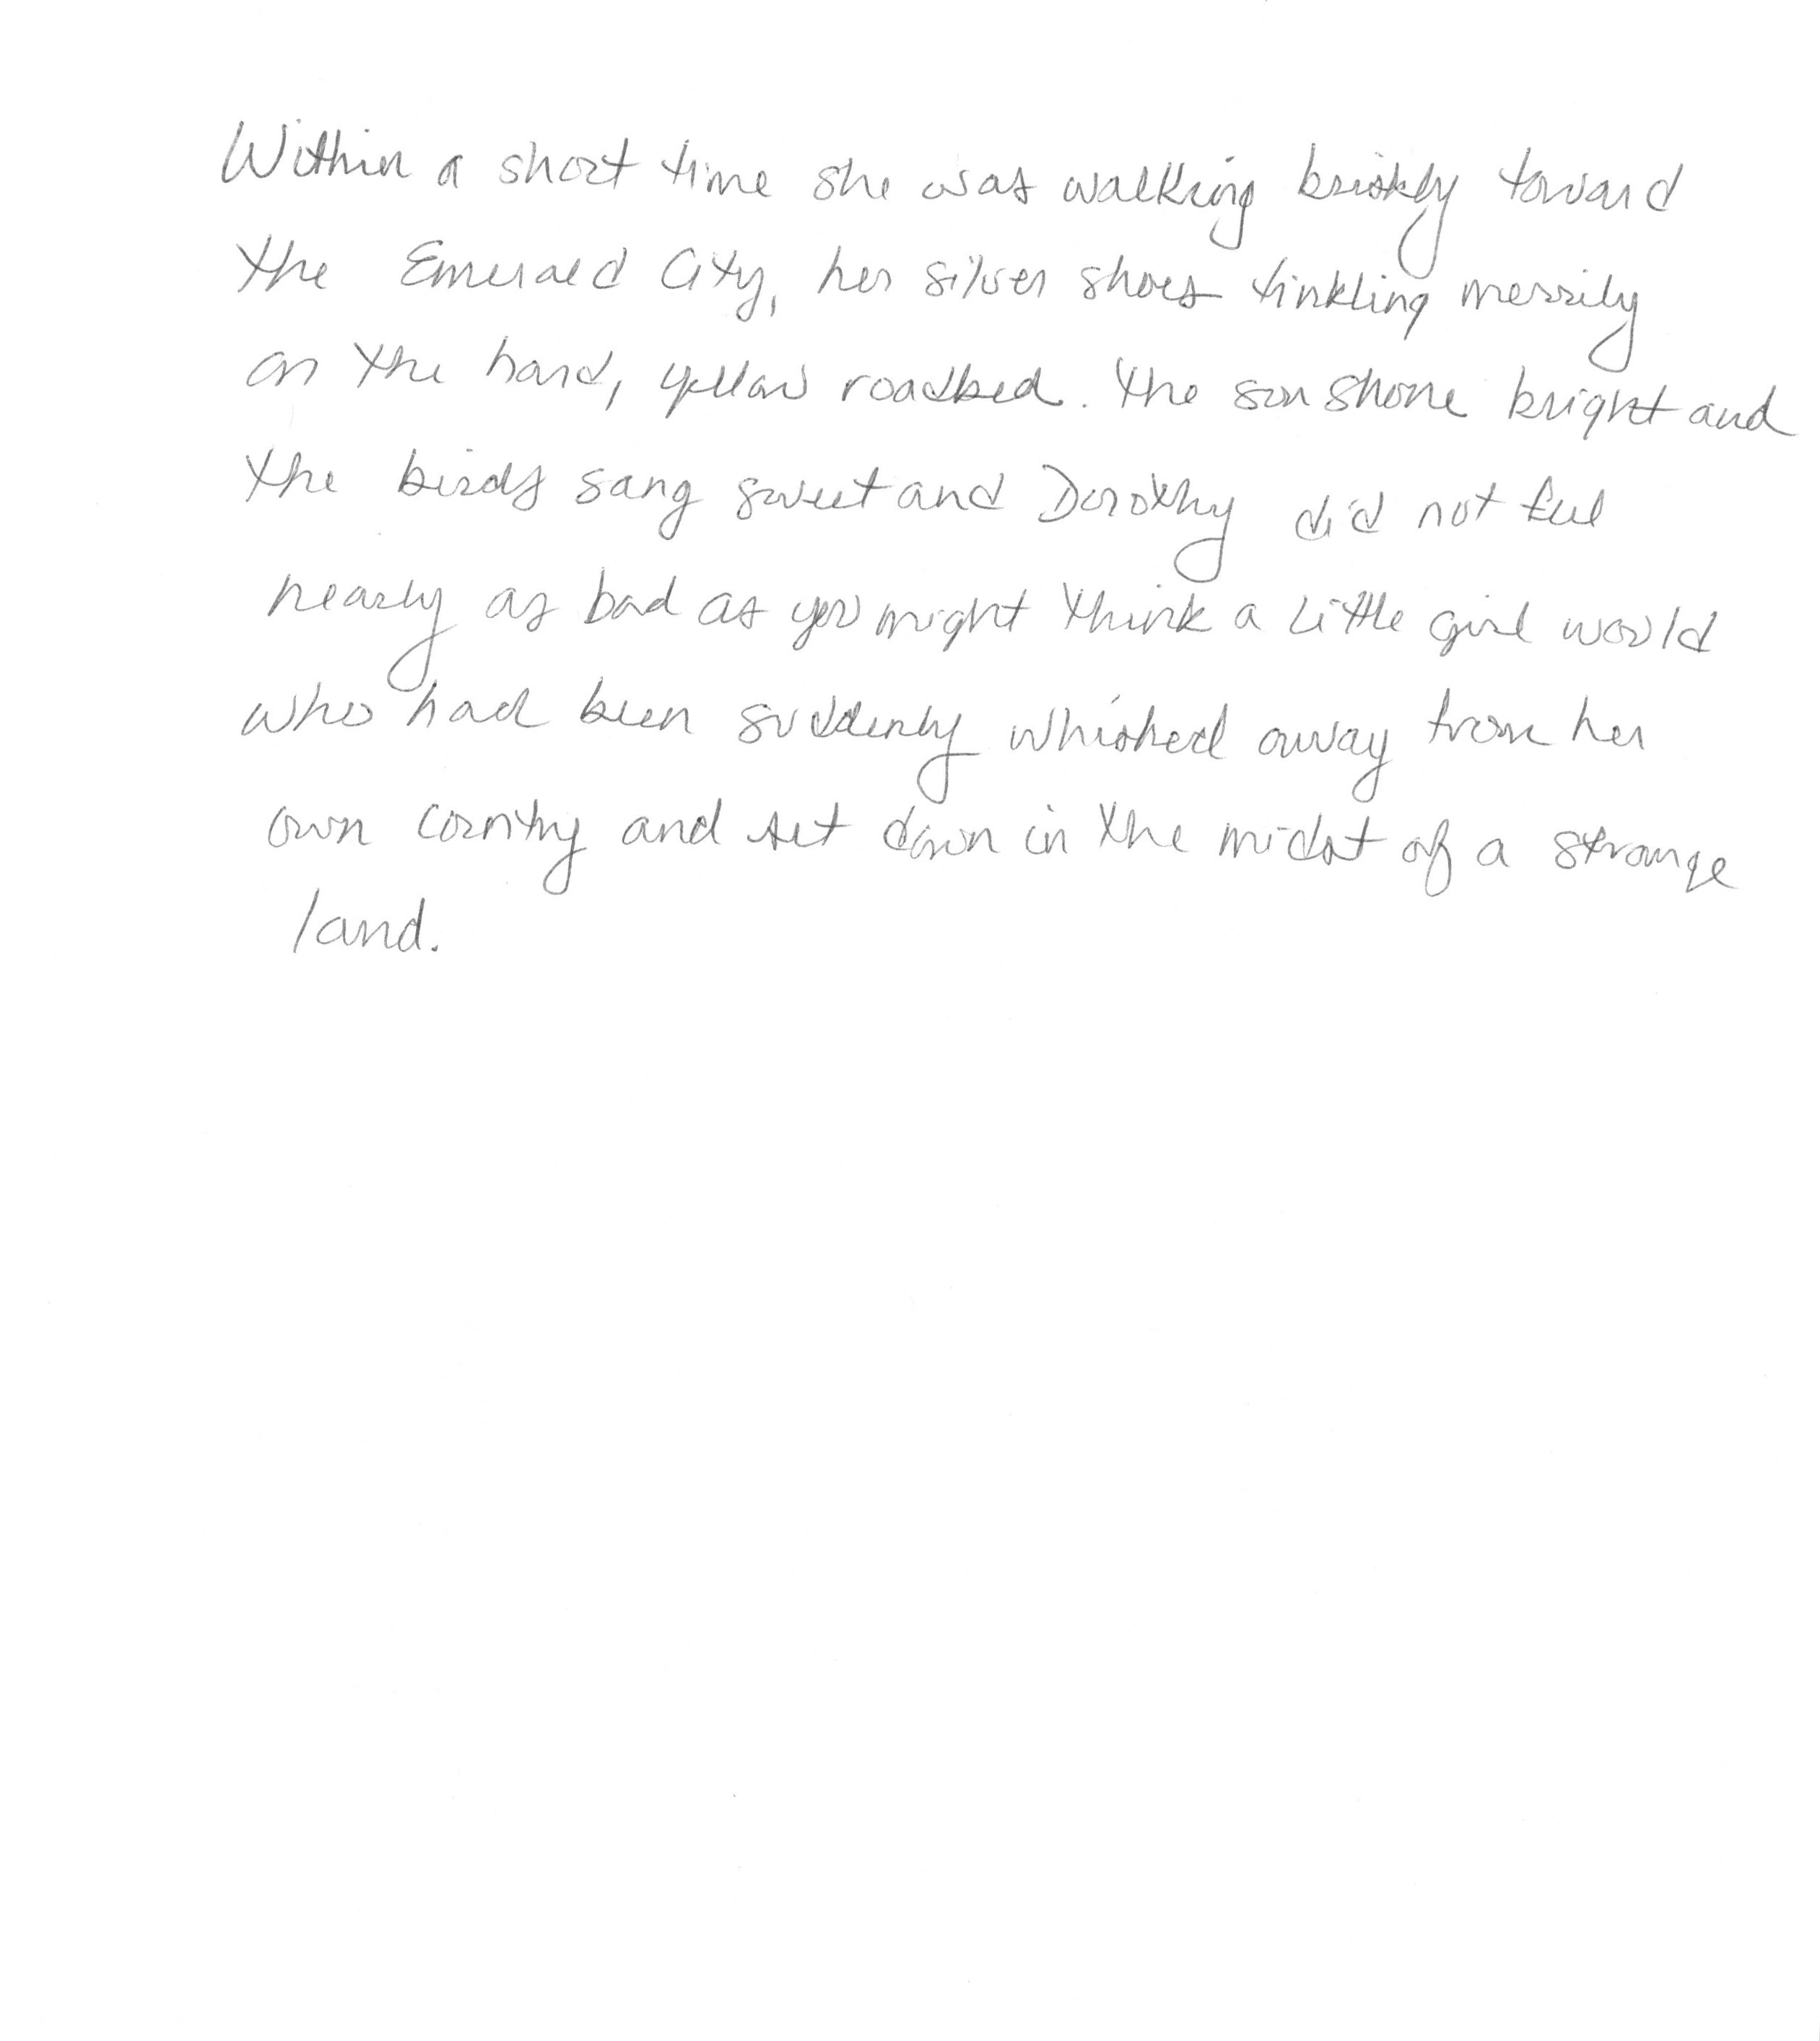 Within a short time she was walking briskly toward
the Emerald City, her silver shoes tinkling merrily
on the hard, yellow roadbed. The sun shone bright and
the birds sang sweet and Dorothy did not feel
nearly as bad as you might think a little girl would
who had been suddenly whisked away from her
own country and set down in the midst of a strange
land.